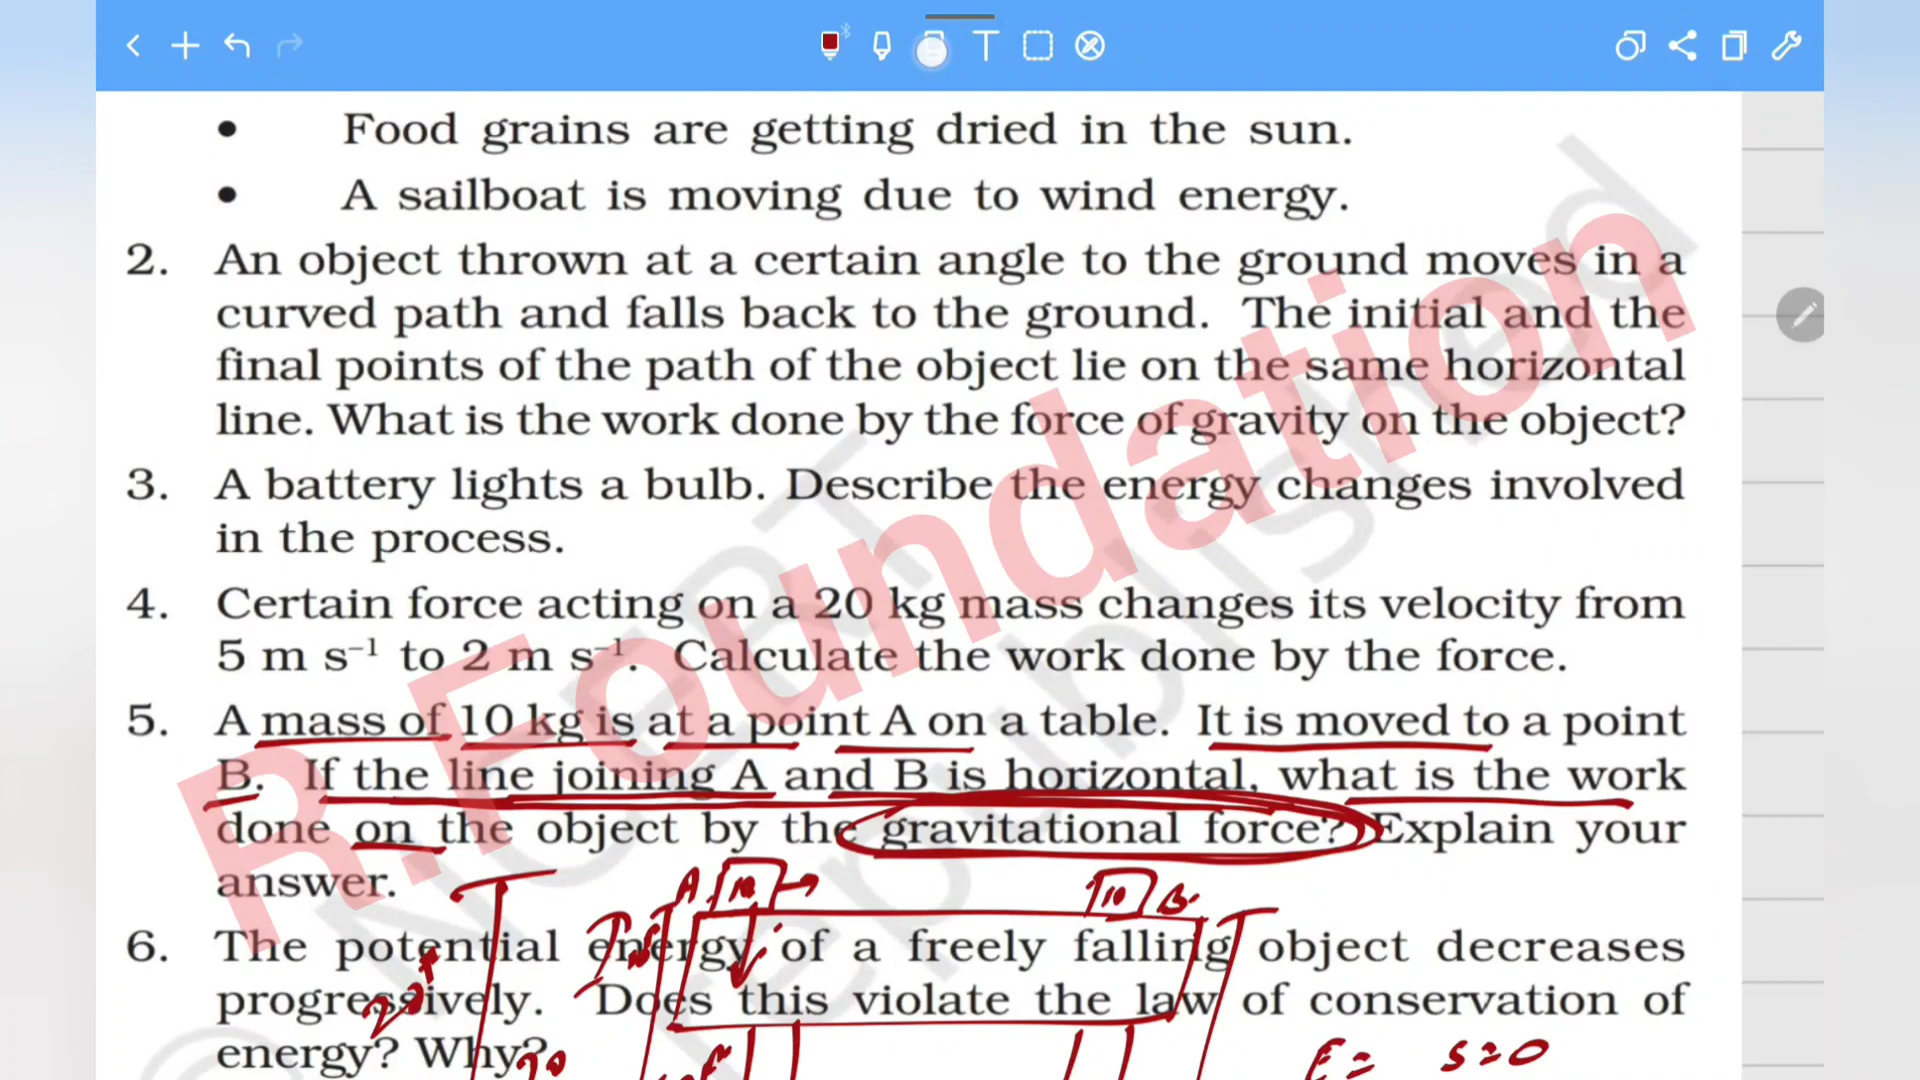 • Food grains are getting dried in the sun.
• A sailboat is moving due to wind energy.
2. An object thrown at a certain angle to the ground moves in a
curved path and falls back to the ground. The initial and the
final points of the path of the object lie on the same horizontal
line. What is the work done by the force of gravity on the object?
3. A battery lights a bulb. Describe the energy changes involved
in the process.
4. Certain force acting on a 20 kg mass changes its velocity from
5 m s⁻¹ to 2 m s⁻¹. Calculate the work done by the force.
5. A mass of 10 kg is at a point A on a table. It is moved to a point
B. If the line joining A and B is horizontal, what is the work
done on the object by the gravitational force? Explain your
answer.
A 10 10 B
6. The potential energy of a freely falling object decreases
progressively. Does this violate the law of conservation of
energy? Why?
F = s=0
R.Foundation
© NCERT
republished